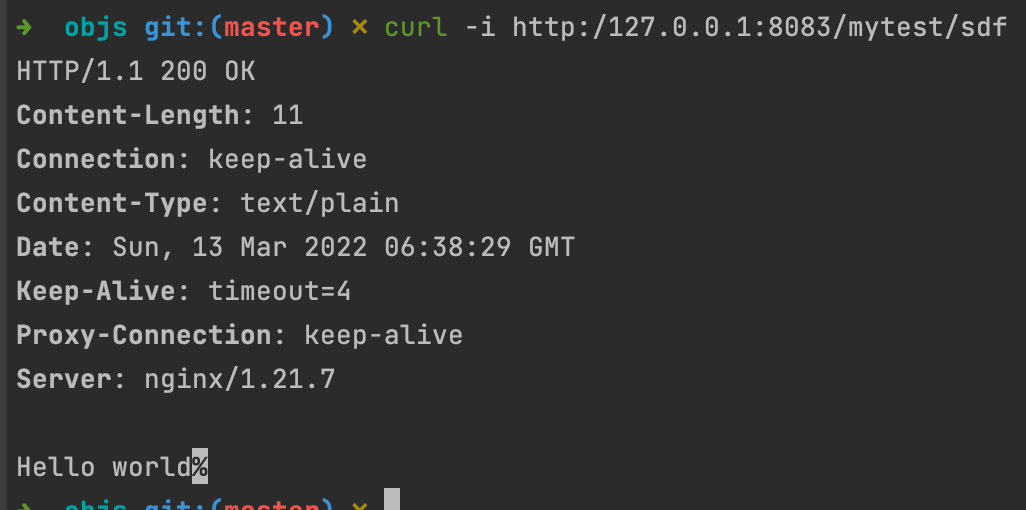 ➜ objs git:(master) ✗ curl -i http:/127.0.0.1:8083/mytest/sdf
HTTP/1.1 200 OK
Content-Length: 11
Connection: keep-alive
Content-Type: text/plain
Date: Sun, 13 Mar 2022 06:38:29 GMT
Keep-Alive: timeout=4
Proxy-Connection: keep-alive
Server: nginx/1.21.7
Hello world%
➜ objs git:(master) ✗